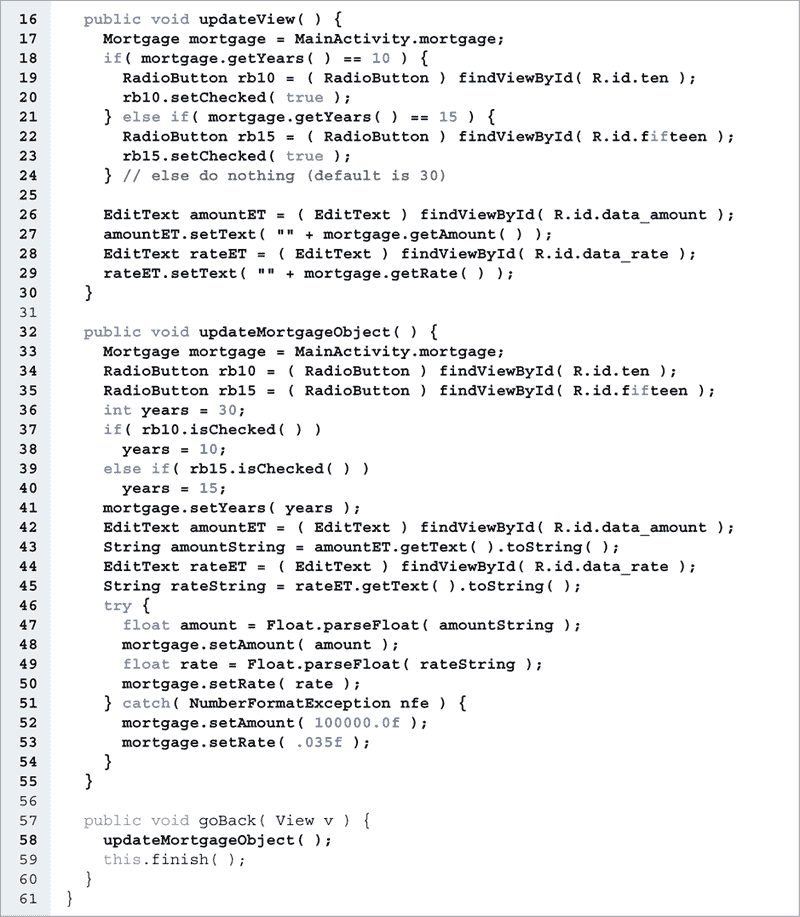 16 public void updateView( ) {
17 Mortgage mortgage = MainActivity.mortgage;
18 if( mortgage.getYears( ) == 10 ) {
19 RadioButton rb10 = ( RadioButton ) findViewById( R.id.ten );
20 rb10.setChecked( true );
21 } else if( mortgage.getYears( ) == 15 ) {
22 RadioButton rb15 = ( RadioButton ) findViewById( R.id.fifteen );
23 rb15.setChecked( true );
24 } // else do nothing (default is 30)
25
26 EditText amountET = ( EditText ) findViewById( R.id.data_amount );
27 amountET.setText( "" + mortgage.getAmount( ) );
28 EditText rateET = ( EditText ) findViewById( R.id.data_rate );
29 rateET.setText( "" + mortgage.getRate( ) );
30 }
31
32 public void updateMortgageObject( ) {
33 Mortgage mortgage = MainActivity.mortgage;
34 RadioButton rb10 = ( RadioButton ) findViewById( R.id.ten );
35 RadioButton rb15 = ( RadioButton ) findViewById( R.id.fifteen );
36 int years = 30;
37 if( rb10.isChecked( ) )
38 years = 10;
39 else if( rb15.isChecked( ) )
40 years = 15;
41 mortgage.setYears( years );
42 EditText amountET = ( EditText ) findViewById( R.id.data_amount );
43 String amountString = amountET.getText( ).toString( );
44 EditText rateET = ( EditText ) findViewById( R.id.data_rate );
45 String rateString = rateET.getText( ).toString( );
46 try {
47 float amount = Float.parseFloat( amountString );
48 mortgage.setAmount( amount );
49 float rate = Float.parseFloat( rateString );
50 mortgage.setRate( rate );
51 } catch( NumberFormatException nfe ) {
52 mortgage.setAmount( 100000.0f );
53 mortgage.setRate( .035f );
54 }
55 }
56
57 public void goBack( View v ) {
58 updateMortgageObject( );
59 this.finish( );
60 }
61 }